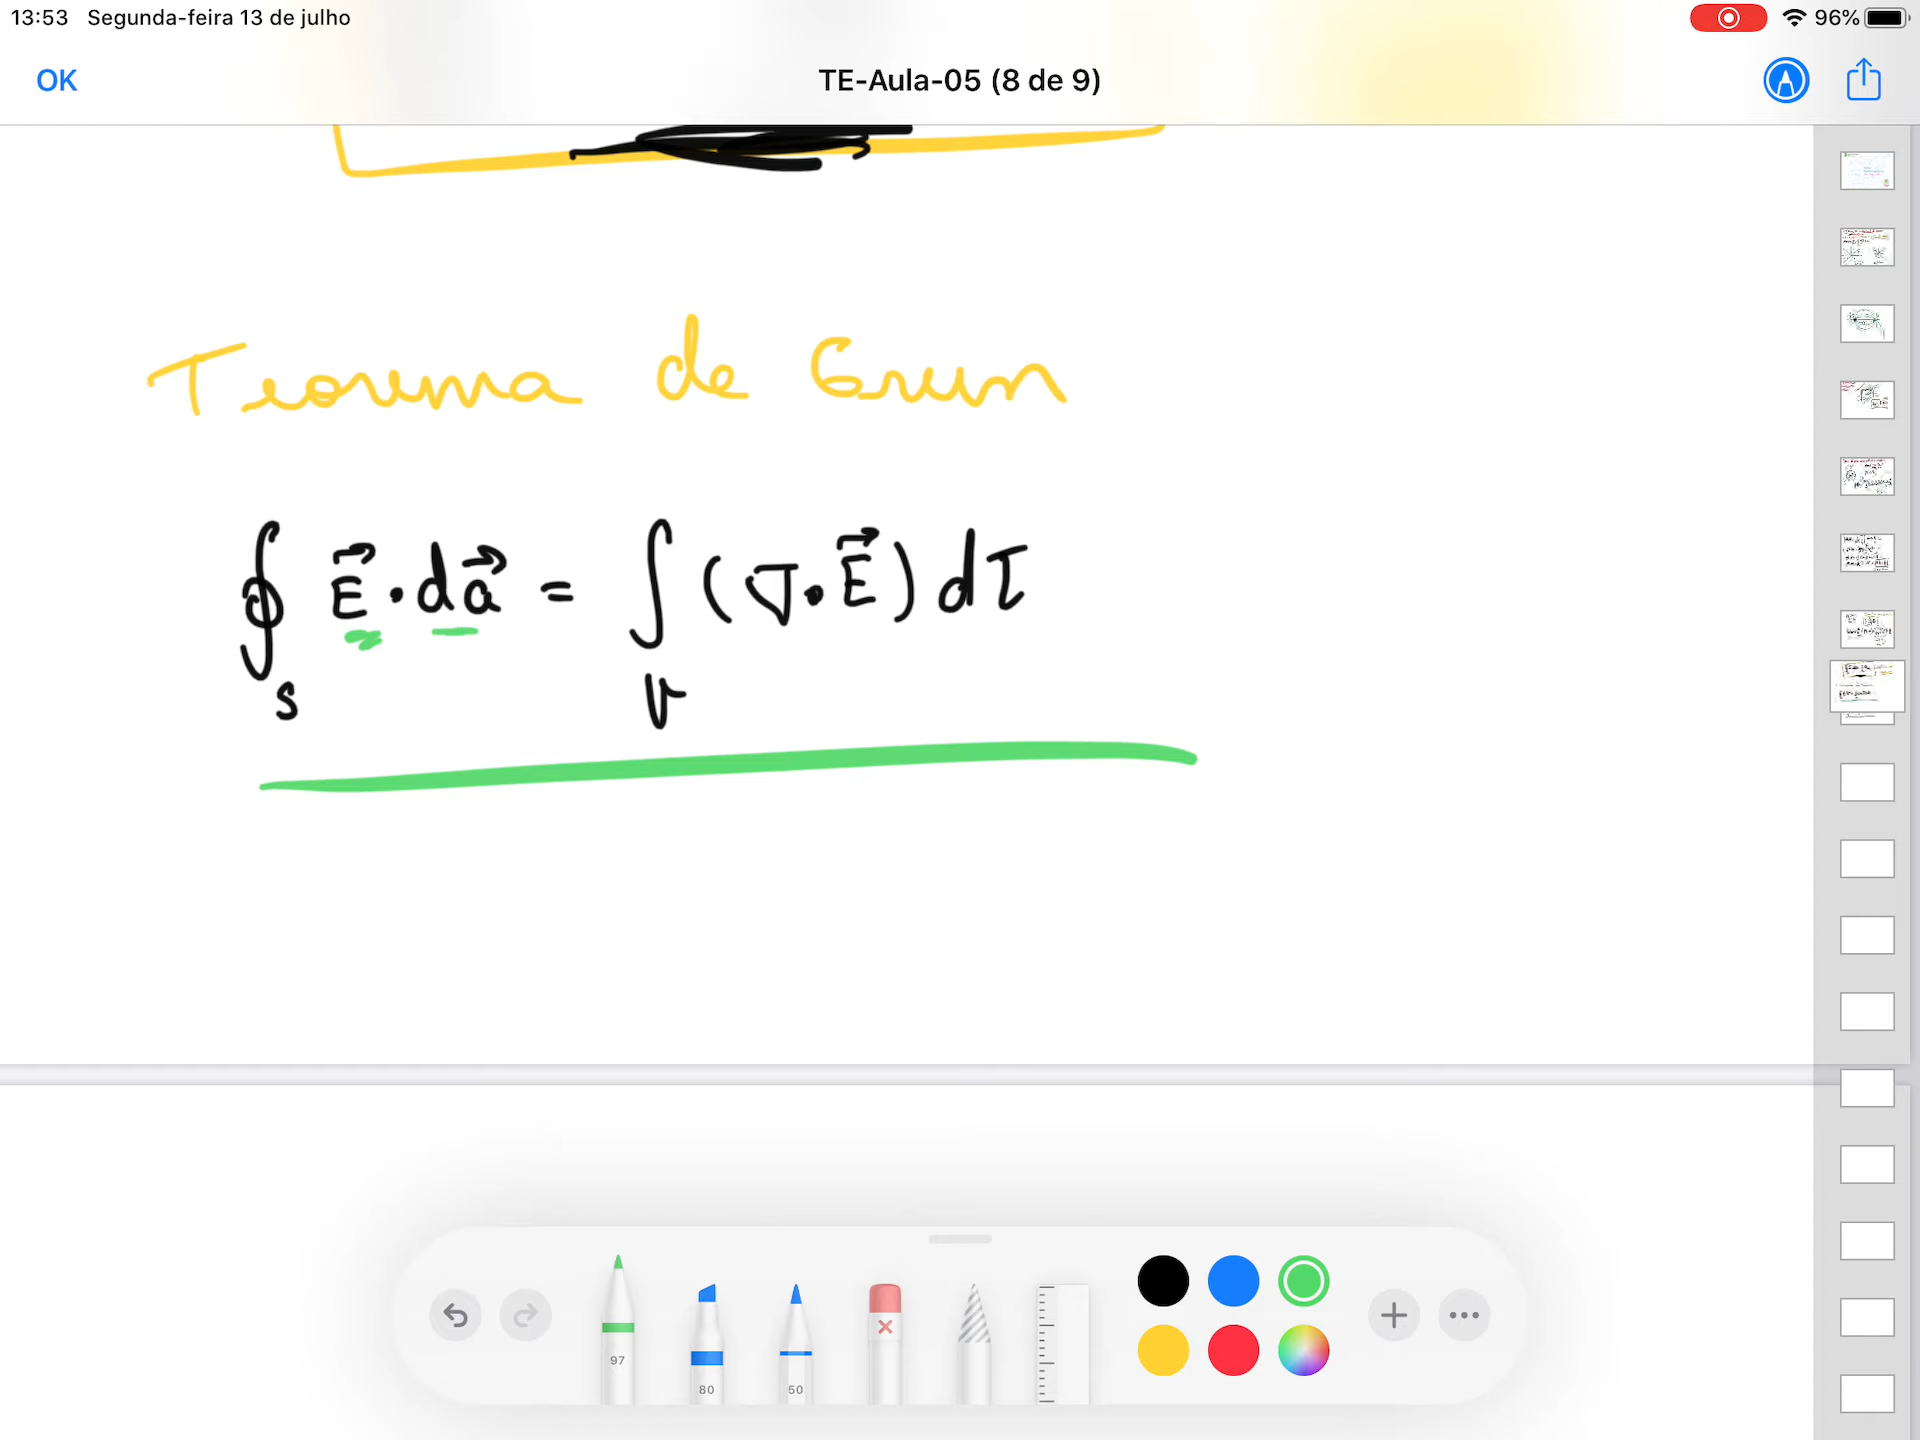 13:53 Segunda-feira 13 de julho 96%
OK TE-Aula-05 (8 de 9)
Teorema de Green
∮ E⃗ · da⃗ = ∫ (∇·E⃗) dτ
S V
97 80 50